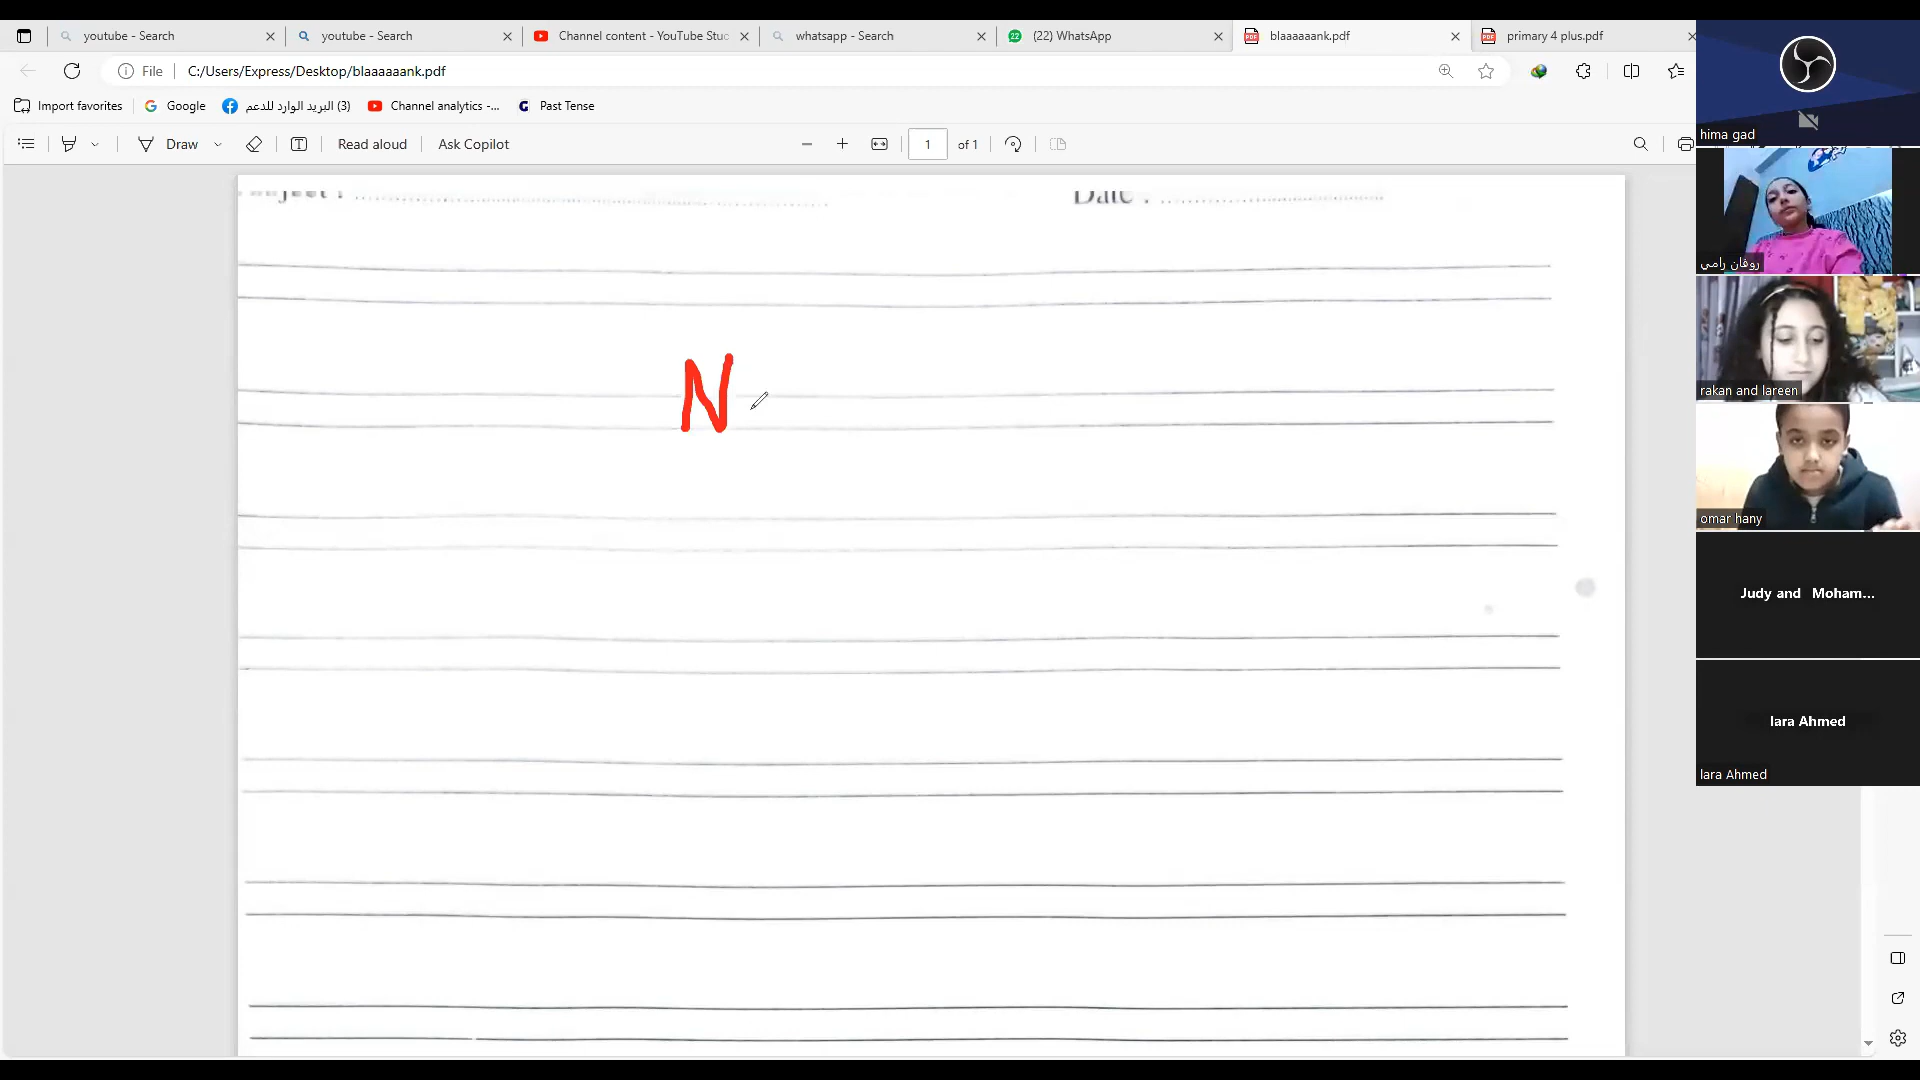 youtube - Search
youtube - Search
Channel content - YouTube Stuc
whatsapp - Search
(22) WhatsApp
blaaaaaank.pdf
primary 4 plus.pdf
File
C:/Users/Express/Desktop/blaaaaaank.pdf
Import favorites
Google
(3) البريد الوارد للدعم
Channel analytics -...
Past Tense
Draw
Read aloud
Ask Copilot
1
of 1
Date :
N
hima gad
روفان رامي
rakan and lareen
omar hany
Judy and Moham...
lara Ahmed
lara Ahmed